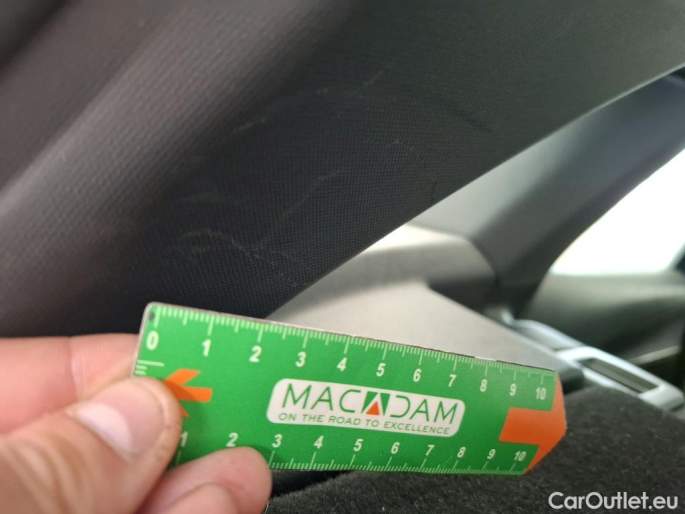 0 1 2 3 4 5 6 7 8 9 10
MACADAM
ON THE ROAD TO EXCELLENCE
1 2 3 4 5 6 7 8 9 10
CarOutlet.eu